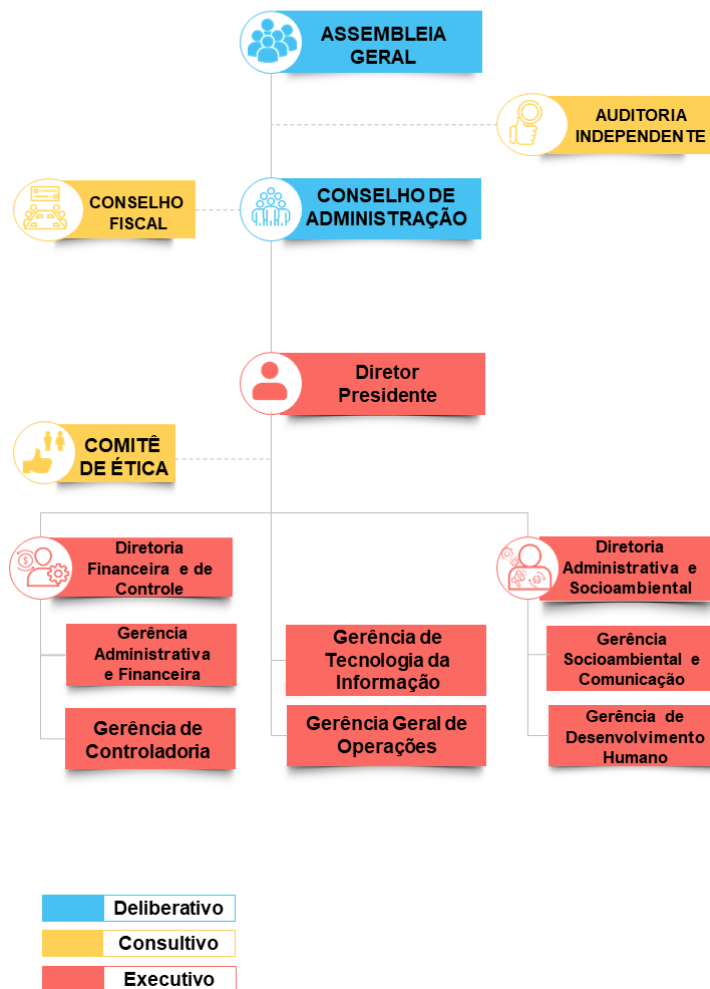 ASSEMBLEIA
GERAL
AUDITORIA
INDEPENDENTE
CONSELHO
FISCAL
CONSELHO DE
ADMINISTRAÇÃO
Diretor
Presidente
COMITÊ
DE ÉTICA
Diretoria
Financeira e de
Controle
Diretoria
Administrativa e
Socioambiental
Gerência
Administrativa
e Financeira
Gerência de
Tecnologia da
Informação
Gerência
Socioambiental e
Comunicação
Gerência de
Controladoria
Gerência Geral de
Operações
Gerência de
Desenvolvimento
Humano
Deliberativo
Consultivo
Executivo